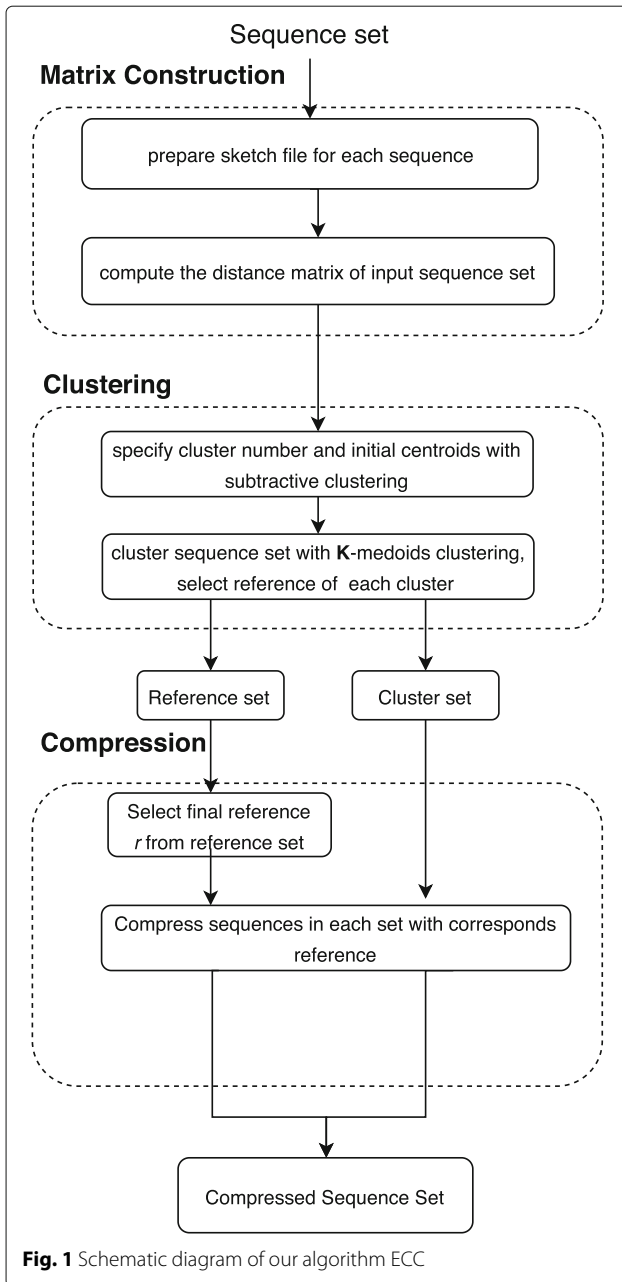 Sequence set
Matrix Construction
prepare sketch file for each sequence
compute the distance matrix of input sequence set
Clustering
specify cluster number and initial centroids with
subtractive clustering
cluster sequence set with K-medoids clustering,
select reference of each cluster
Reference set
Cluster set
Compression
Select final reference
r from reference set
Compress sequences in each set with corresponds
reference
Compressed Sequence Set
Fig. 1 Schematic diagram of our algorithm ECC